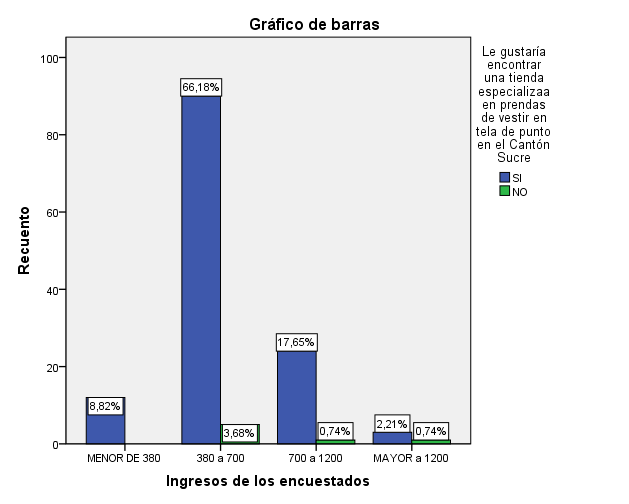 Gráfico de barras
Le gustaría
encontrar
una tienda
especializaa
en prendas
de vestir en
tela de punto
en el Cantón
Sucre
SI
NO
Recuento
100
80
60
40
20
0
8,82%
66,18%
3,68%
17,65%
0,74%
2,21%
0,74%
MENOR DE 380
380 a 700
700 a 1200
MAYOR a 1200
Ingresos de los encuestados